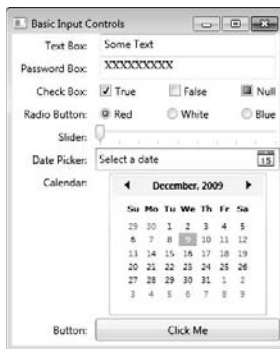 Basic Input Controls
Text Box: Some Text
Password Box: XXXXXXXXX
Check Box: True False Null
Radio Button: Red White Blue
Slider:
Date Picker: Select a date 15
Calendar: December, 2009
Su Mo Tu We Th Fr Sa
29 30 1 2 3 4 5
6 7 8 9 10 11 12
13 14 15 16 17 18 19
20 21 22 23 24 25 26
27 28 29 30 31 1 2
3 4 5 6 7 8 9
Button: Click Me